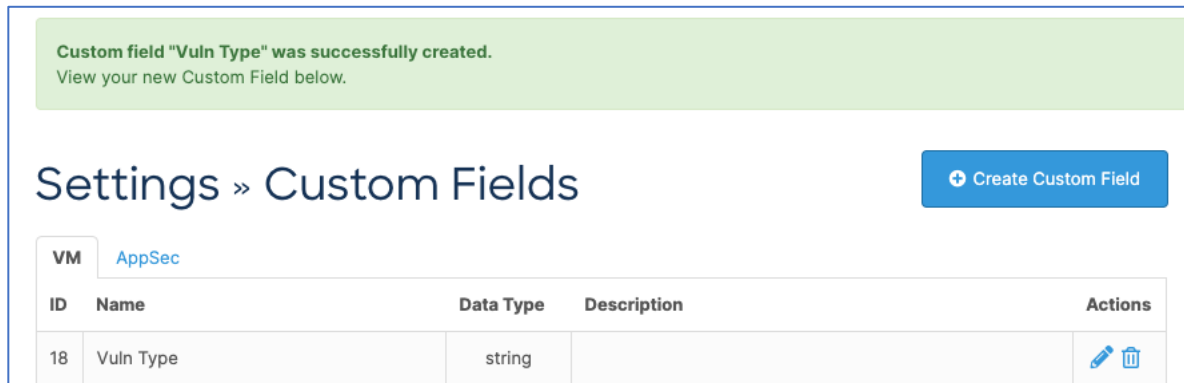 Custom field "Vuln Type" was successfully created.
View your new Custom Field below.
Settings » Custom Fields
Create Custom Field
VM AppSec
ID Name Data Type Description Actions
18 Vuln Type string